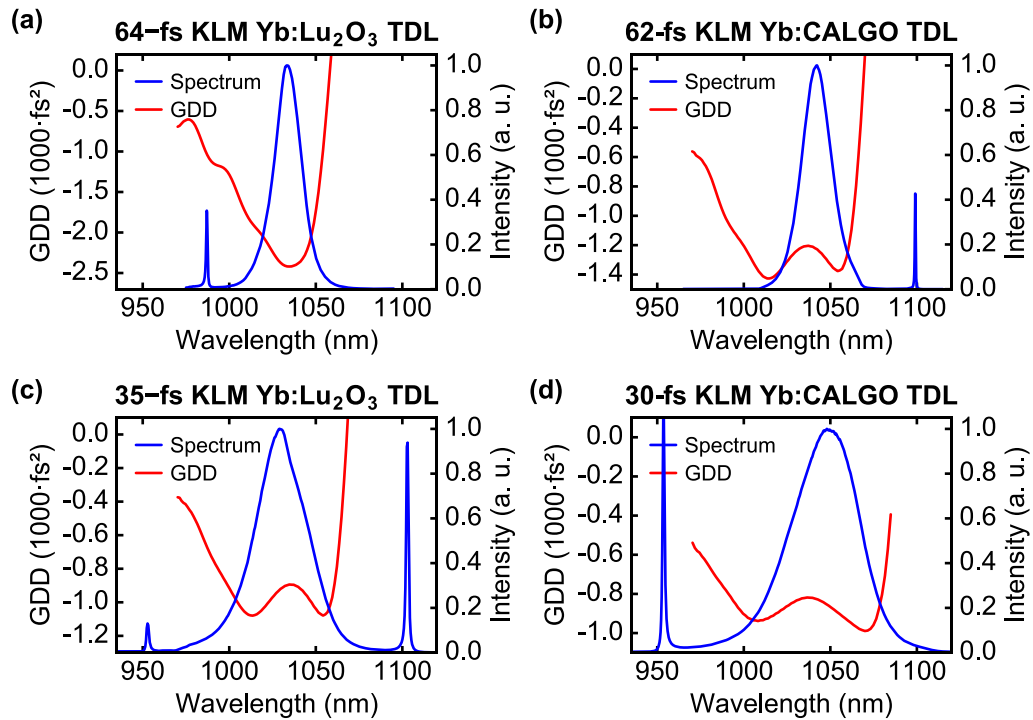 (a)
64−fs KLM Yb:Lu₂O₃ TDL
GDD (1000·fs²)
0.0
-0.5
-1.0
-1.5
-2.0
-2.5
Spectrum
GDD
1.0
0.8
0.6
0.4
0.2
0.0
Intensity (a. u.)
950 1000 1050 1100
Wavelength (nm)
(b)
62-fs KLM Yb:CALGO TDL
GDD (1000·fs²)
0.0
-0.2
-0.4
-0.6
-0.8
-1.0
-1.2
-1.4
Spectrum
GDD
1.0
0.8
0.6
0.4
0.2
0.0
Intensity (a. u.)
950 1000 1050 1100
Wavelength (nm)
(c)
35−fs KLM Yb:Lu₂O₃ TDL
GDD (1000·fs²)
0.0
-0.2
-0.4
-0.6
-0.8
-1.0
-1.2
Spectrum
GDD
1.0
0.8
0.6
0.4
0.2
0.0
Intensity (a. u.)
950 1000 1050 1100
Wavelength (nm)
(d)
30-fs KLM Yb:CALGO TDL
GDD (1000·fs²)
0.0
-0.2
-0.4
-0.6
-0.8
-1.0
Spectrum
GDD
1.0
0.8
0.6
0.4
0.2
0.0
Intensity (a. u.)
950 1000 1050 1100
Wavelength (nm)